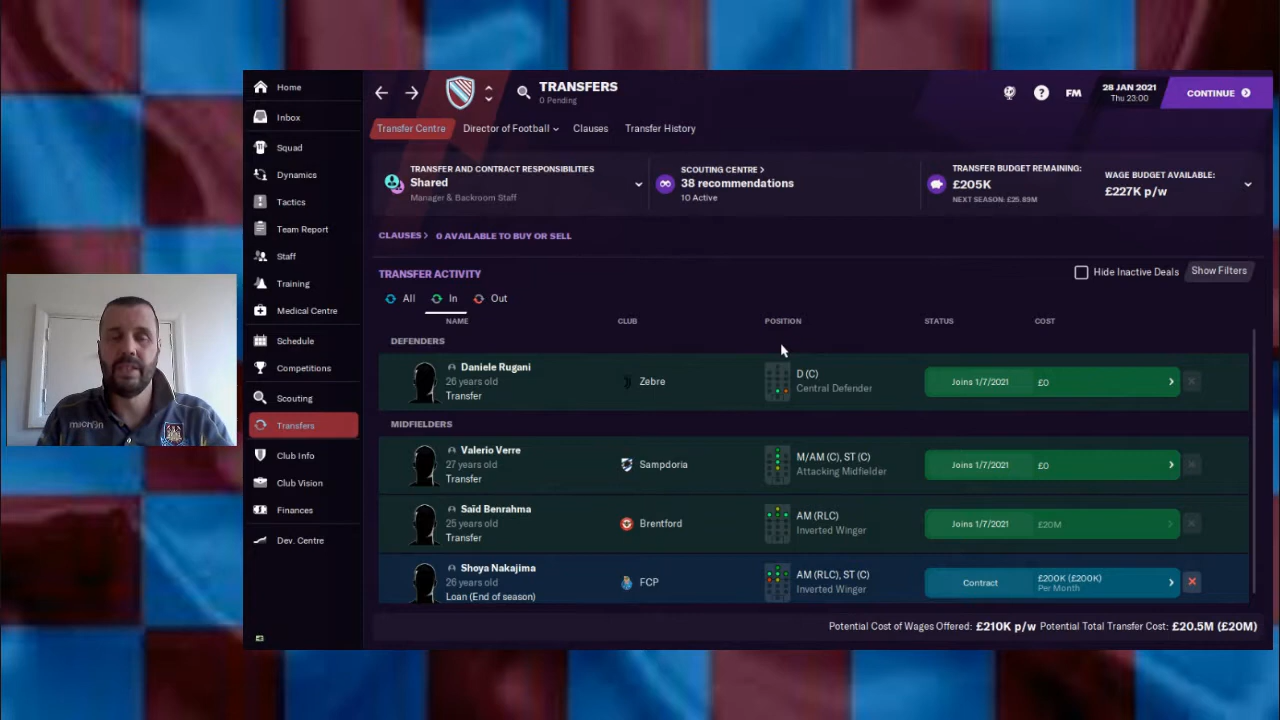 Home
Inbox
Squad
Dynamics
Tactics
Team Report
Staff
Training
Medical Centre
Schedule
Competitions
Scouting
Transfers
Club Info
Club Vision
Finances
Dev. Centre
TRANSFERS
0 Pending
?
FM
28 JAN 2021
Thu 23:00
CONTINUE
Transfer Centre
Director of Football
Clauses
Transfer History
TRANSFER AND CONTRACT RESPONSIBILITIES
Shared
Manager & Backroom Staff
SCOUTING CENTRE >
38 recommendations
10 Active
TRANSFER BUDGET REMAINING:
£205K
NEXT SEASON: £25.89M
WAGE BUDGET AVAILABLE:
£227K p/w
CLAUSES > 0 AVAILABLE TO BUY OR SELL
TRANSFER ACTIVITY
Hide Inactive Deals
Show Filters
All In Out
NAME CLUB POSITION STATUS COST
DEFENDERS
Daniele Rugani
26 years old
Transfer
Zebre
D (C)
Central Defender
Joins 1/7/2021 £0
MIDFIELDERS
Valerio Verre
27 years old
Transfer
Sampdoria
M/AM (C), ST (C)
Attacking Midfielder
Joins 1/7/2021 £0
Saïd Benrahma
25 years old
Transfer
Brentford
AM (RLC)
Inverted Winger
Joins 1/7/2021 £20M
Shoya Nakajima
26 years old
Loan (End of season)
FCP
AM (RLC), ST (C)
Inverted Winger
Contract
£200K (£200K)
Per Month
Potential Cost of Wages Offered: £210K p/w Potential Total Transfer Cost: £20.5M (£20M)